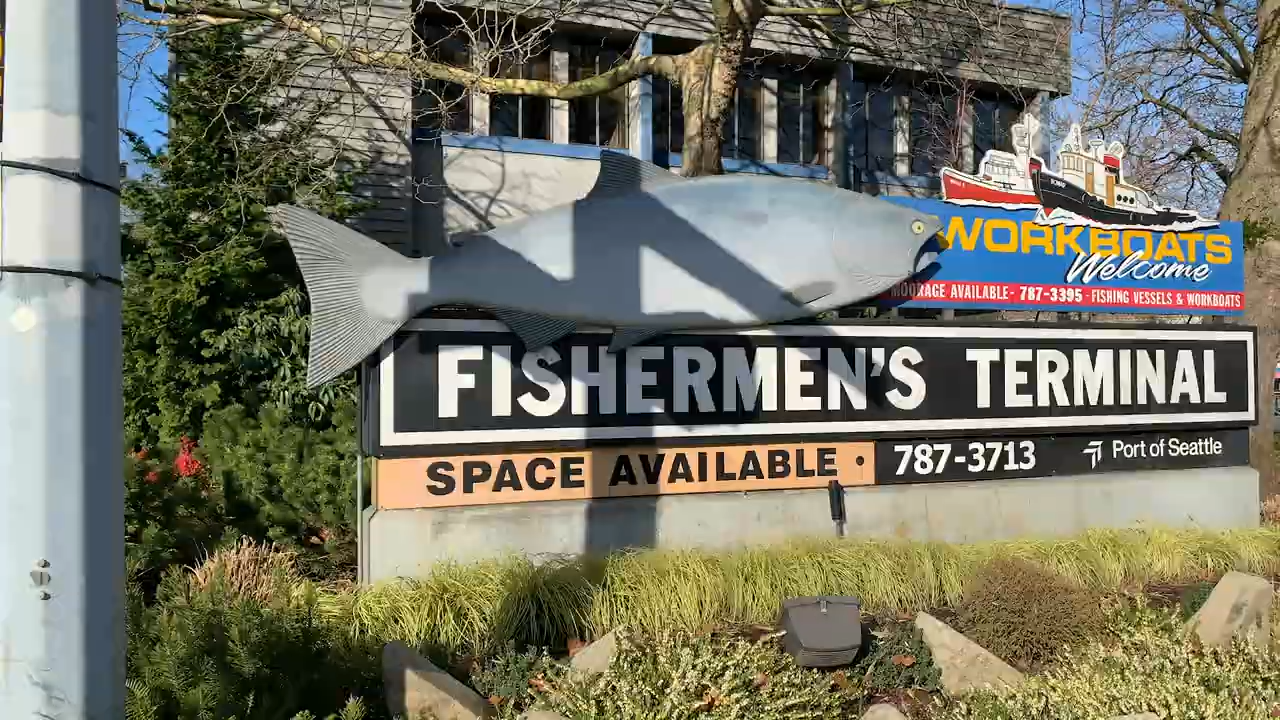 WORKBOATS
Welcome
MOORAGE AVAILABLE - 787-3395 - FISHING VESSELS & WORKBOATS
FISHERMEN'S TERMINAL
SPACE AVAILABLE • 787-3713 Port of Seattle